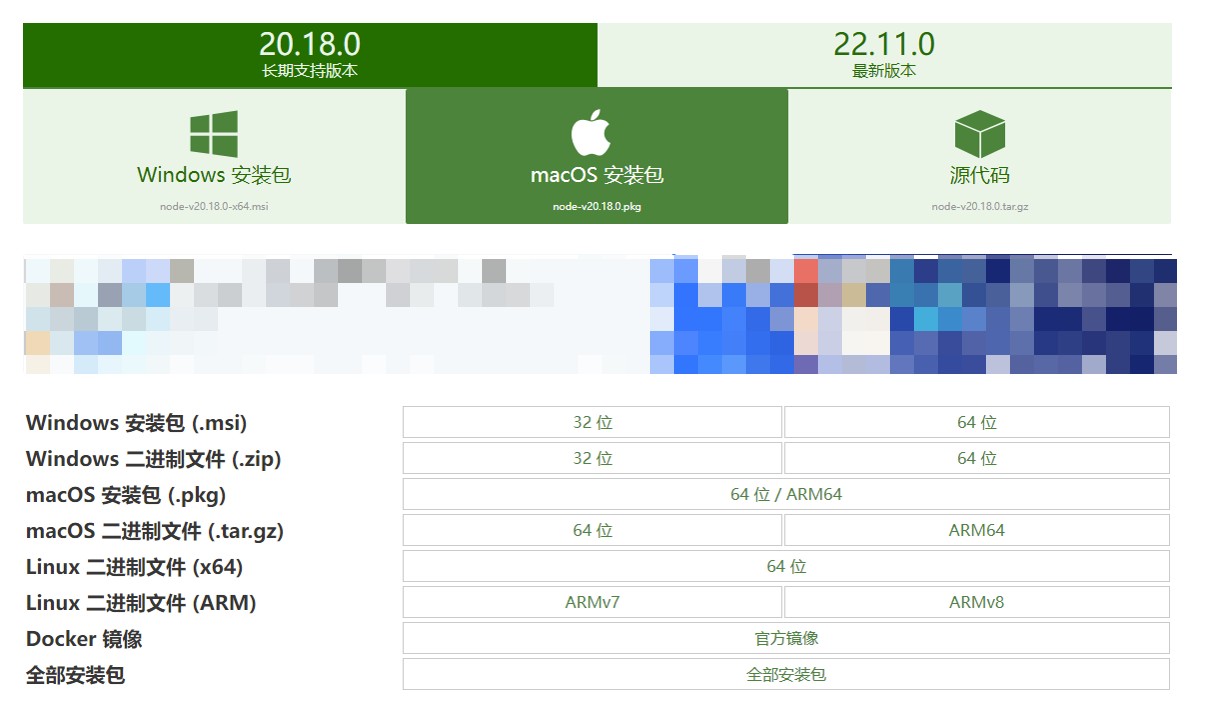 20.18.0
长期支持版本
22.11.0
最新版本
Windows 安装包
node-v20.18.0-x64.msi
macOS 安装包
node-v20.18.0.pkg
源代码
node-v20.18.0.tar.gz
Windows 安装包 (.msi) 32 位 64 位
Windows 二进制文件 (.zip) 32 位 64 位
macOS 安装包 (.pkg) 64 位 / ARM64
macOS 二进制文件 (.tar.gz) 64 位 ARM64
Linux 二进制文件 (x64) 64 位
Linux 二进制文件 (ARM) ARMv7 ARMv8
Docker 镜像 官方镜像
全部安装包 全部安装包